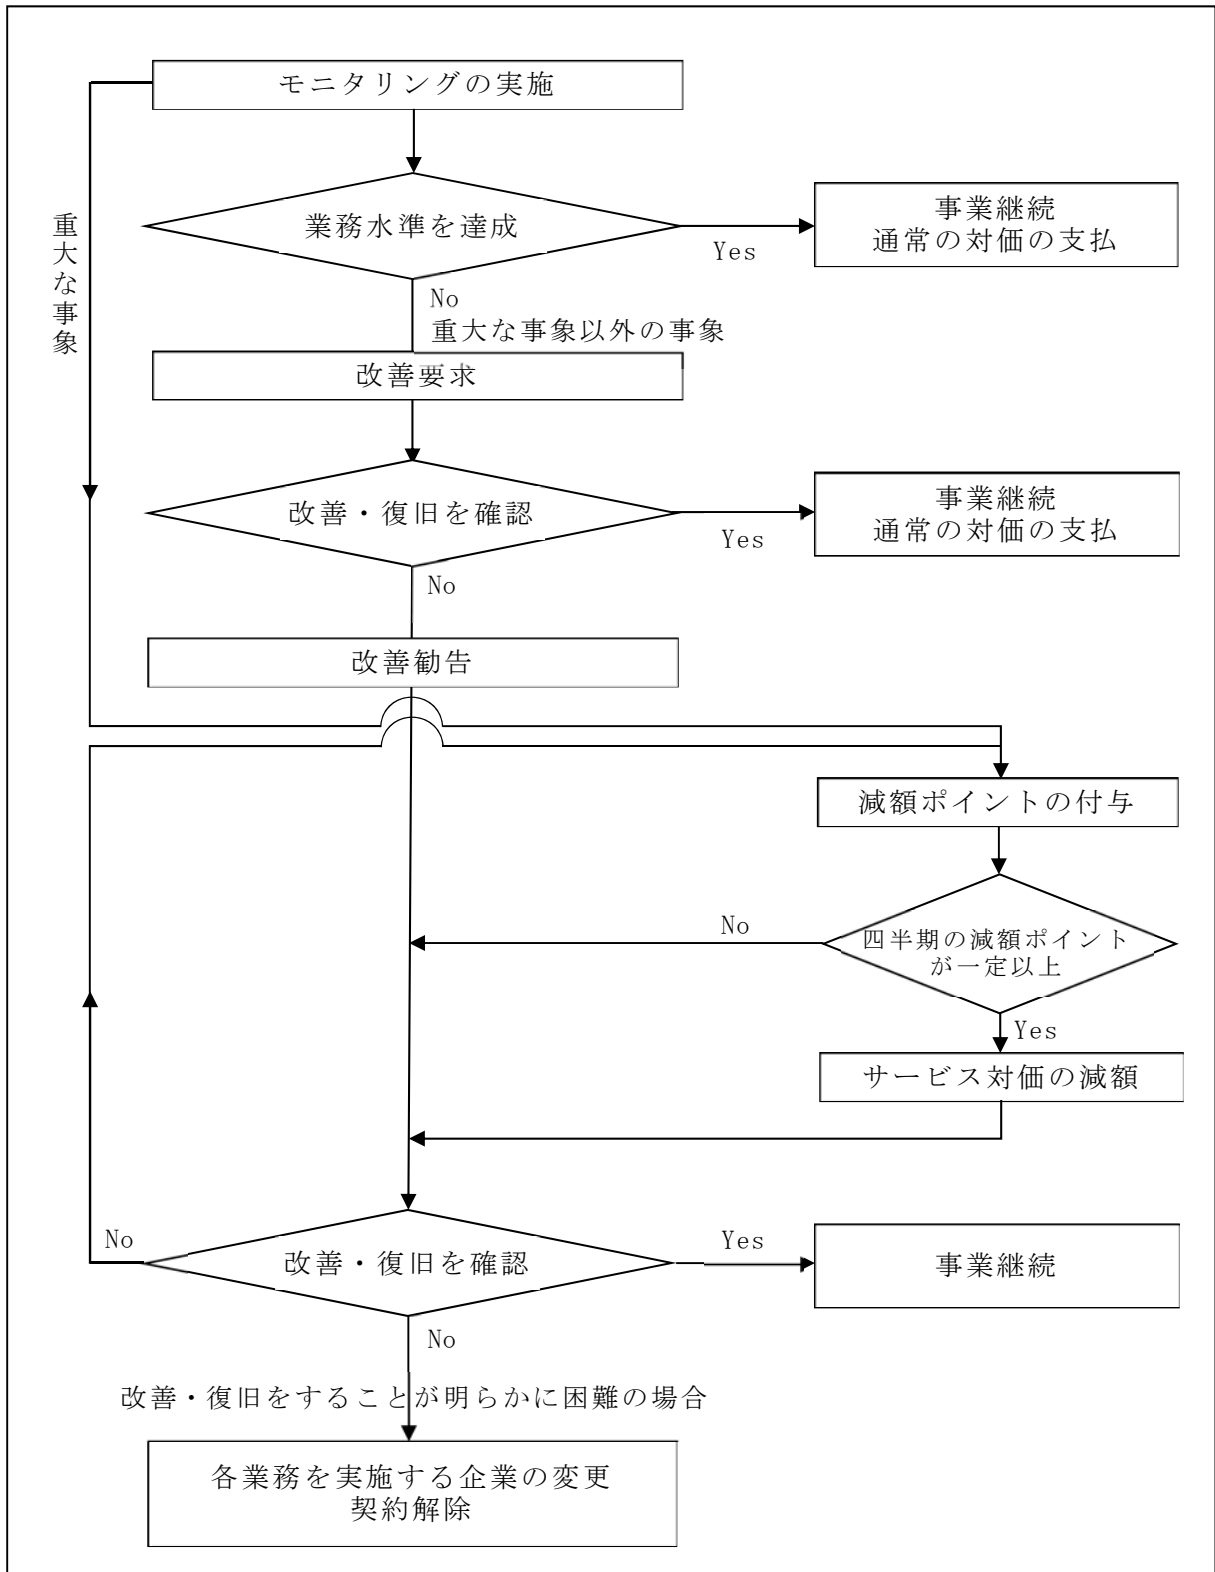 モニタリングの実施
重大な事象
業務水準を達成
Yes
事業継続
通常の対価の支払
No
重大な事象以外の事象
改善要求
改善・復旧を確認
Yes
事業継続
通常の対価の支払
No
改善勧告
減額ポイントの付与
No
四半期の減額ポイント
が一定以上
Yes
サービス対価の減額
No
改善・復旧を確認
Yes
事業継続
No
改善・復旧をすることが明らかに困難の場合
各業務を実施する企業の変更
契約解除